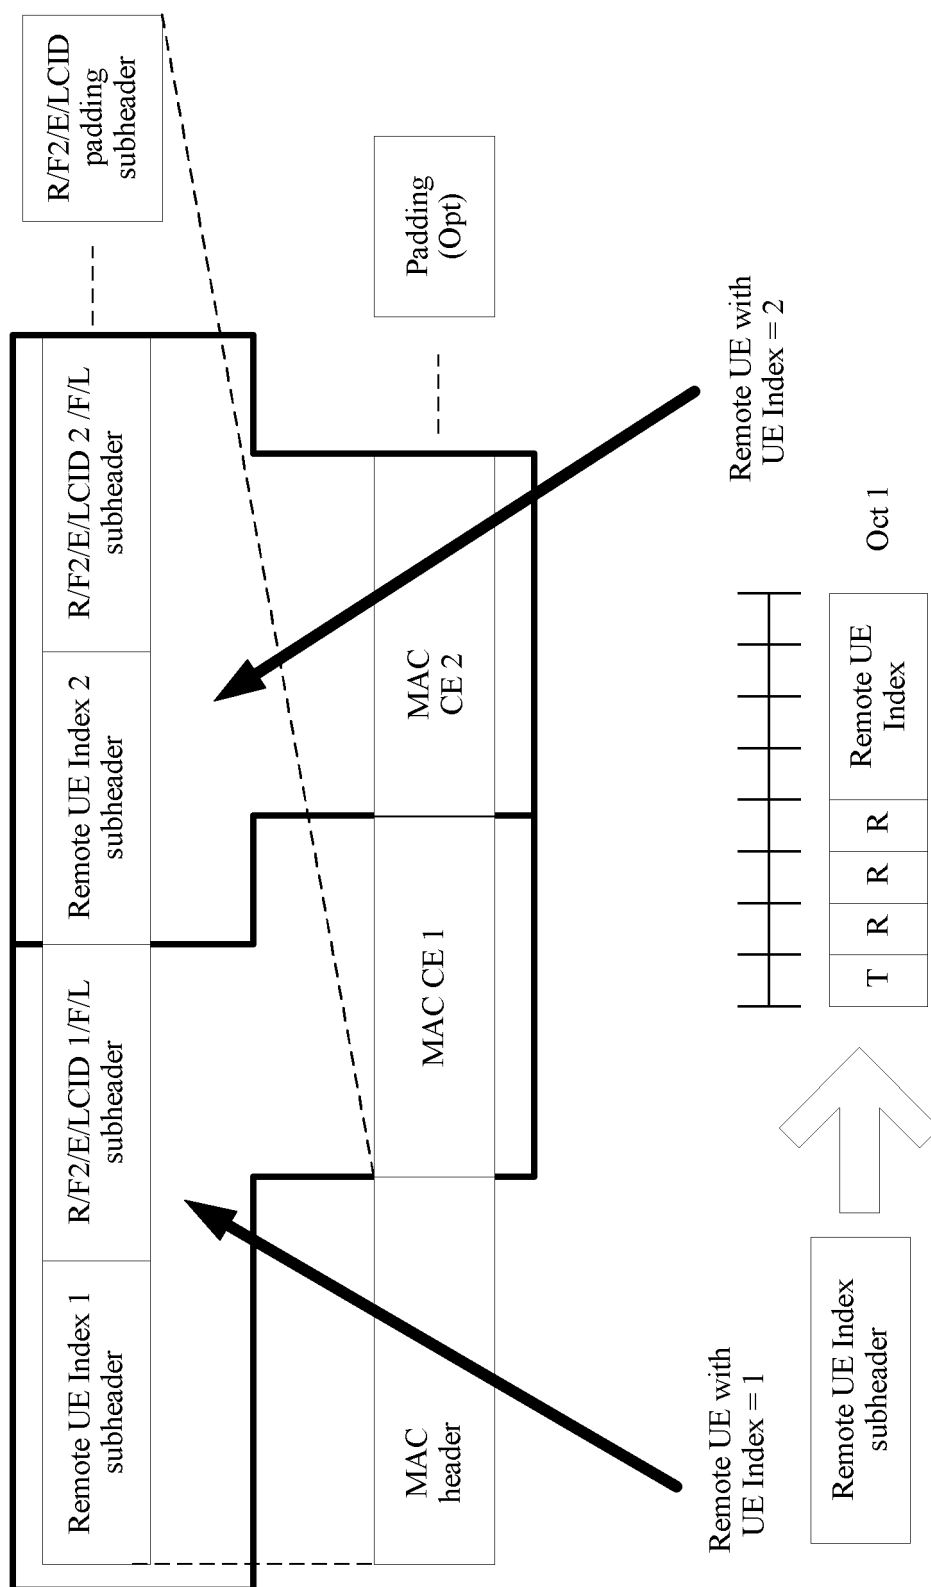 Remote UE Index 1
subheader
R/F2/E/LCID 1/F/L
subheader
Remote UE Index 2
subheader
R/F2/E/LCID 2 /F/L
subheader
R/F2/E/LCID
padding
subheader
MAC
header
MAC CE 1
MAC
CE 2
Padding
(Opt)
Remote UE with
UE Index = 1
Remote UE with
UE Index = 2
Remote UE Index
subheader
T
R
R
R
Remote UE
Index
Oct 1